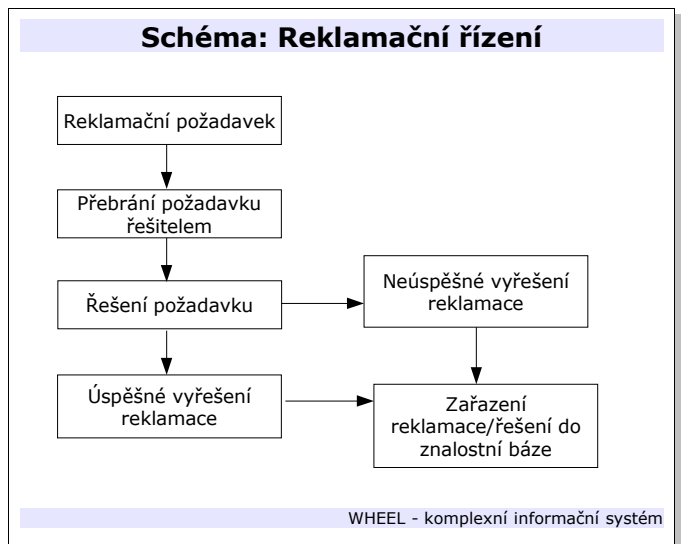 Schéma: Reklamační řízení
Reklamační požadavek
Přebrání požadavku
řešitelem
Řešení požadavku
Neúspěšné vyřešení
reklamace
Úspěšné vyřešení
reklamace
Zařazení
reklamace/řešení do
znalostní báze
WHEEL - komplexní informační systém